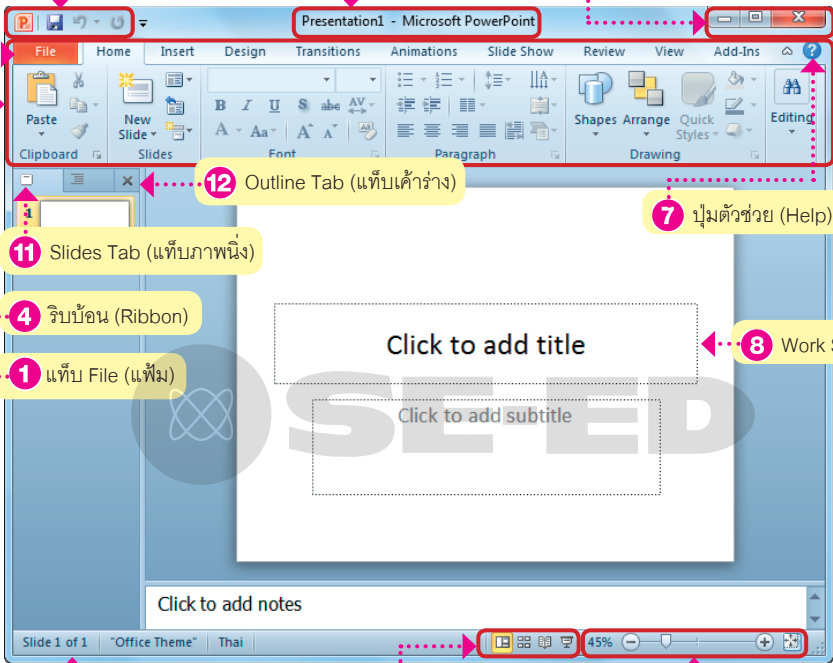 Presentation1 - Microsoft PowerPoint
File Home Insert Design Transitions Animations Slide Show Review View Add-Ins
Paste New Slide B I U S abe AV A Aa A A Shapes Arrange Quick Styles Editing
Clipboard Slides Font Paragraph Drawing
12 Outline Tab (แท็บเค้าร่าง)
1
7 ปุ่มตัวช่วย (Help)
11 Slides Tab (แท็บภาพนิ่ง)
4 ริบบ้อน (Ribbon)
Click to add title
8 Work
1 แท็บ File (แฟ้ม)
Click to add subtitle
SE-ED
Click to add notes
Slide 1 of 1 "Office Theme" Thai 45%